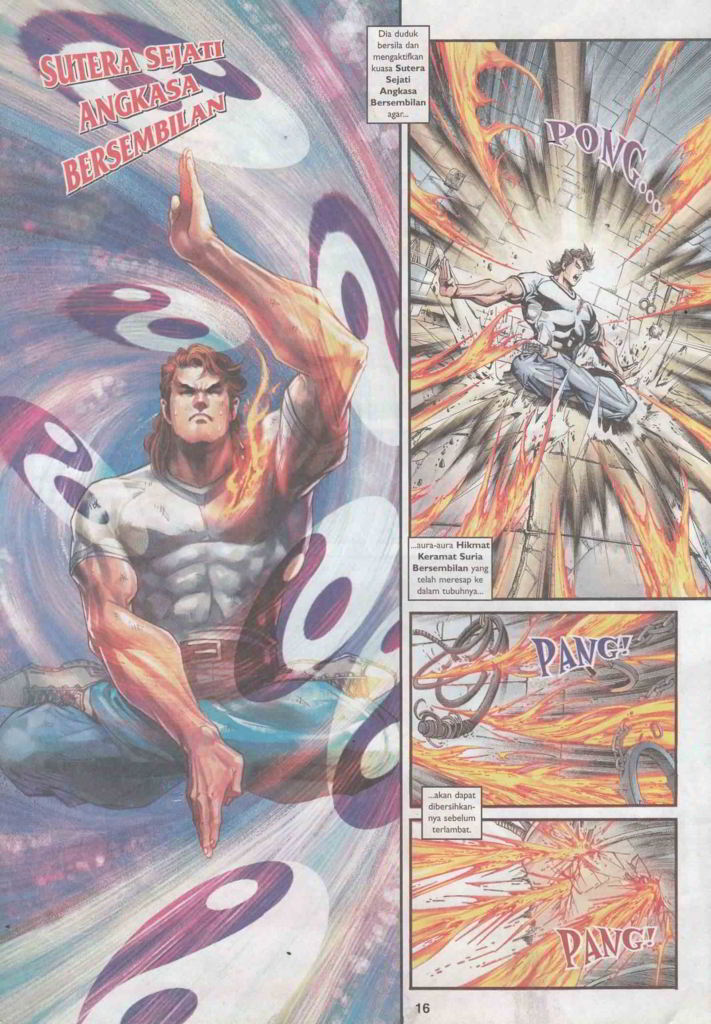 SUTERA SEJATI
ANGKASA
BERSEMBILAN
Dia duduk
bersila dan
mengaktifkan
kuasa Sutera
Sejati
Angkasa
Bersembilan
agar...
PONG...
...aura-aura Hikmat
Keramat Suria
Bersembilan yang
telah meresap ke
dalam tubuhnya...
PANG!
...akan dapat
dibersihkan-
nya sebelum
terlambat.
PANG!
16